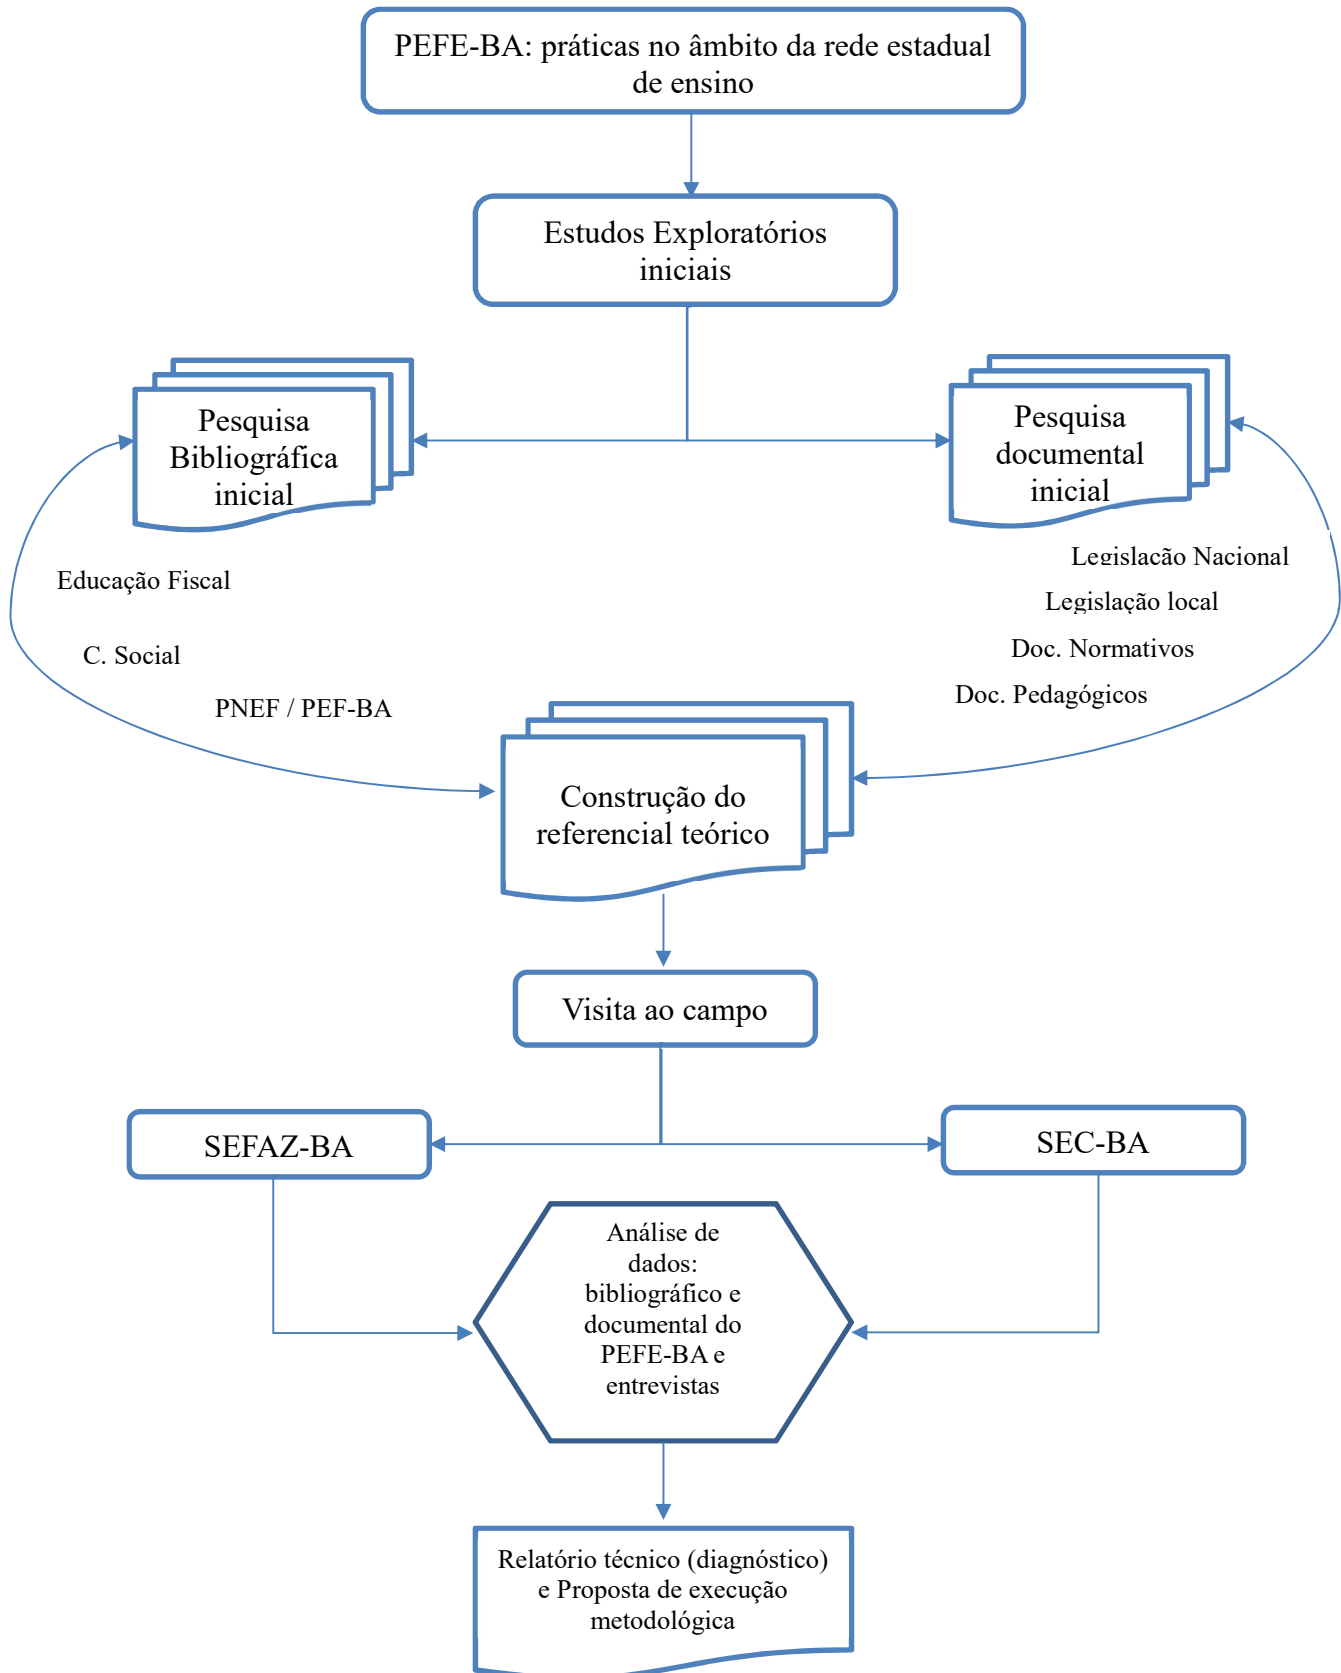 PEFE-BA: práticas no âmbito da rede estadual
de ensino
Estudos Exploratórios
iniciais
Pesquisa
Bibliográfica
inicial
Pesquisa
documental
inicial
Educação Fiscal
C. Social
PNEF / PEF-BA
Legislação Nacional
Legislação local
Doc. Normativos
Doc. Pedagógicos
Construção do
referencial teórico
Visita ao campo
SEFAZ-BA
SEC-BA
Análise de
dados:
bibliográfico e
documental do
PEFE-BA e
entrevistas
Relatório técnico (diagnóstico)
e Proposta de execução
metodológica